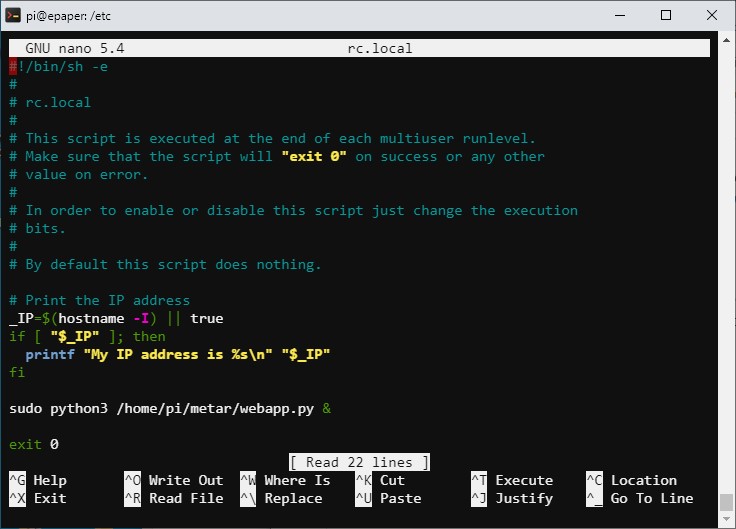 pi@epaper: /etc
GNU nano 5.4 rc.local
#!/bin/sh -e
#
# rc.local
#
# This script is executed at the end of each multiuser runlevel.
# Make sure that the script will "exit 0" on success or any other
# value on error.
#
# In order to enable or disable this script just change the execution
# bits.
#
# By default this script does nothing.

# Print the IP address
_IP=$(hostname -I) || true
if [ "$_IP" ]; then
  printf "My IP address is %s\n" "$_IP"
fi

sudo python3 /home/pi/metar/webapp.py &

exit 0
[ Read 22 lines ]
^G Help ^O Write Out ^W Where Is ^K Cut ^T Execute ^C Location
^X Exit ^R Read File ^\ Replace ^U Paste ^J Justify ^_ Go To Line